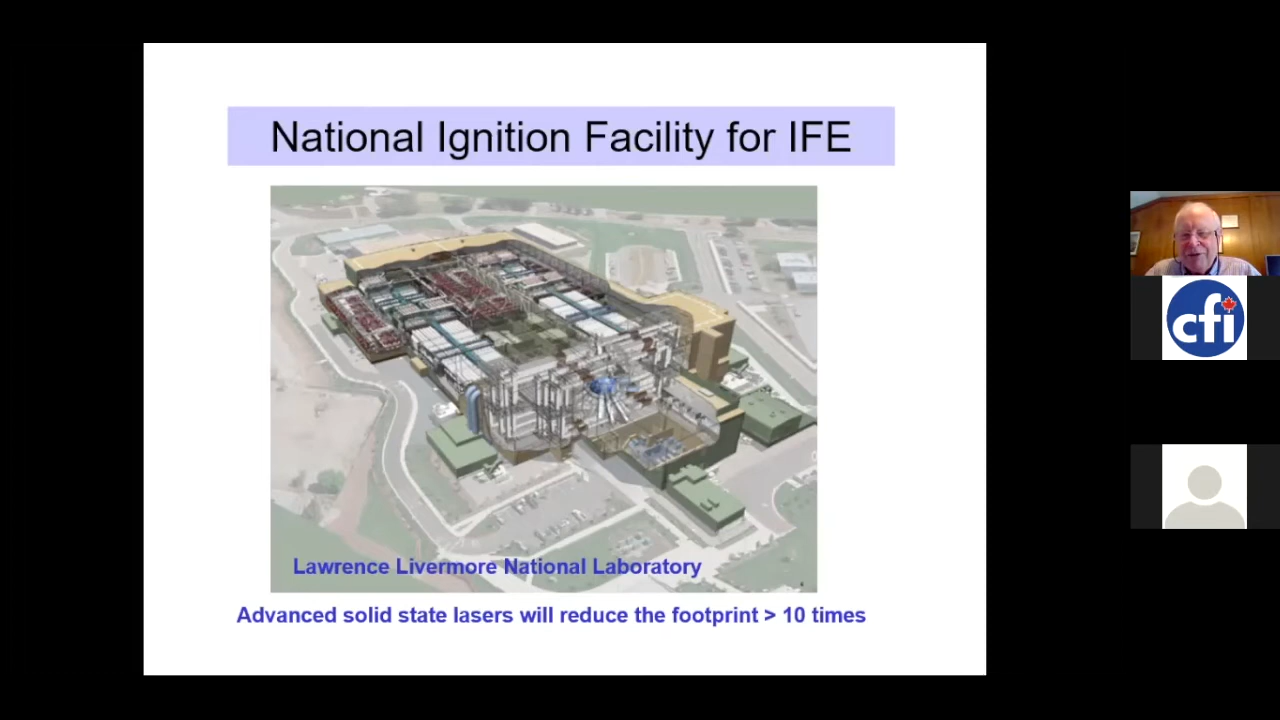 National Ignition Facility for IFE
Lawrence Livermore National Laboratory
Advanced solid state lasers will reduce the footprint > 10 times
cfi